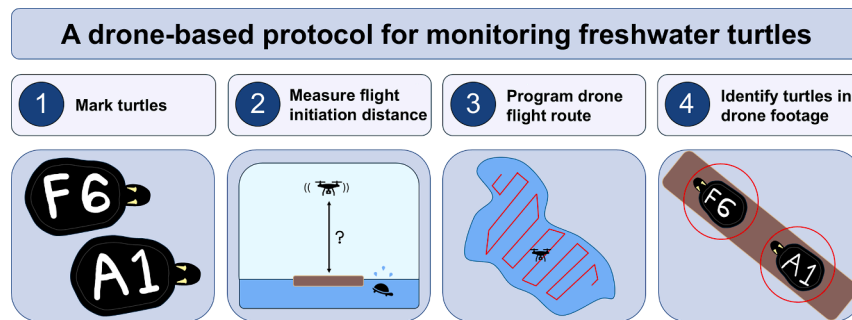 A drone-based protocol for monitoring freshwater turtles
1 Mark turtles
2 Measure flight
initiation distance
3 Program drone
flight route
4 Identify turtles in
drone footage
F6
A1
?
F6
A1